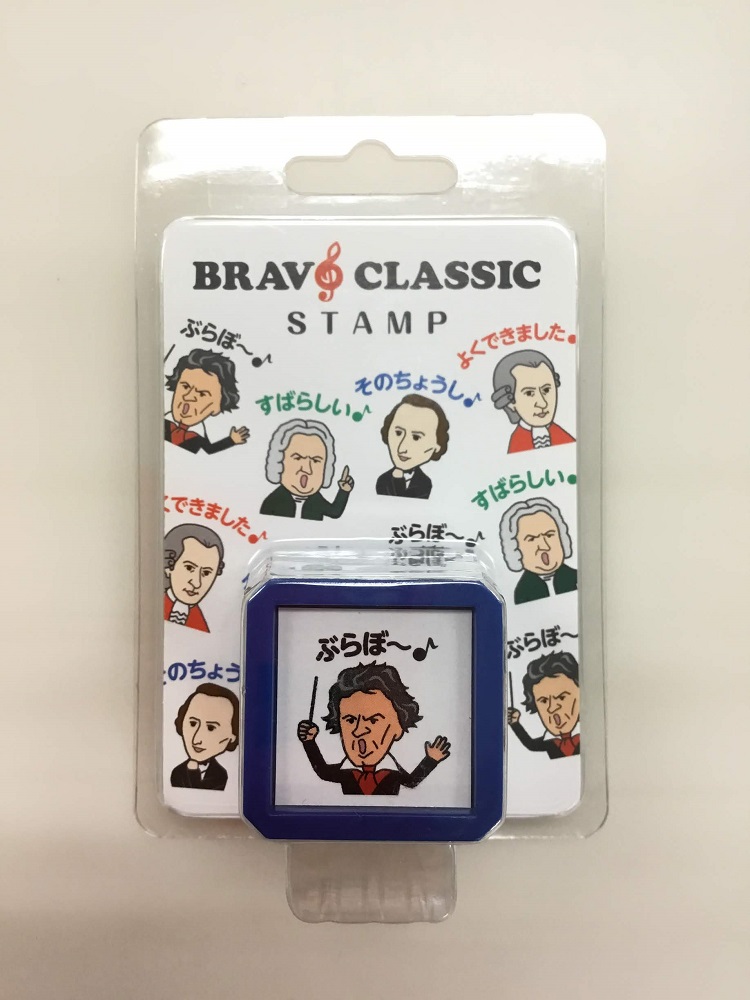 BRAVO CLASSIC
STAMP
ぶらぼ～♪
よくできました♪
すばらしい♪
そのちょうし♪
すばらしい♪
くできました♪
ぶらぼ～♪
ぶらぼ～
のちょう
ぶらぼ～♪